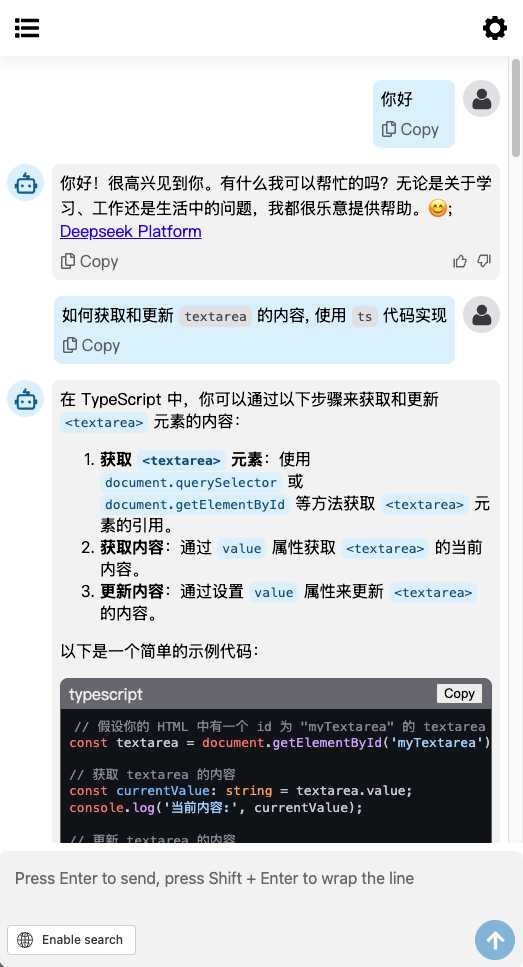 你好
Copy
你好！很高兴见到你。有什么我可以帮忙的吗？无论是关于学
习、工作还是生活中的问题，我都很乐意提供帮助。😊;
Deepseek Platform
Copy
如何获取和更新 textarea 的内容, 使用 ts 代码实现
Copy
在 TypeScript 中，你可以通过以下步骤来获取和更新
<textarea> 元素的内容：
1. 获取 <textarea> 元素：使用
document.querySelector 或
document.getElementById 等方法获取 <textarea> 元
素的引用。
2. 获取内容：通过 value 属性获取 <textarea> 的当前
内容。
3. 更新内容：通过设置 value 属性来更新 <textarea>
的内容。
以下是一个简单的示例代码：
typescript Copy
// 假设你的 HTML 中有一个 id 为 "myTextarea" 的 textarea
const textarea = document.getElementById('myTextarea')
// 获取 textarea 的内容
const currentValue: string = textarea.value;
console.log('当前内容:', currentValue);
// 更新 textarea 的内容
Press Enter to send, press Shift + Enter to wrap the line
Enable search